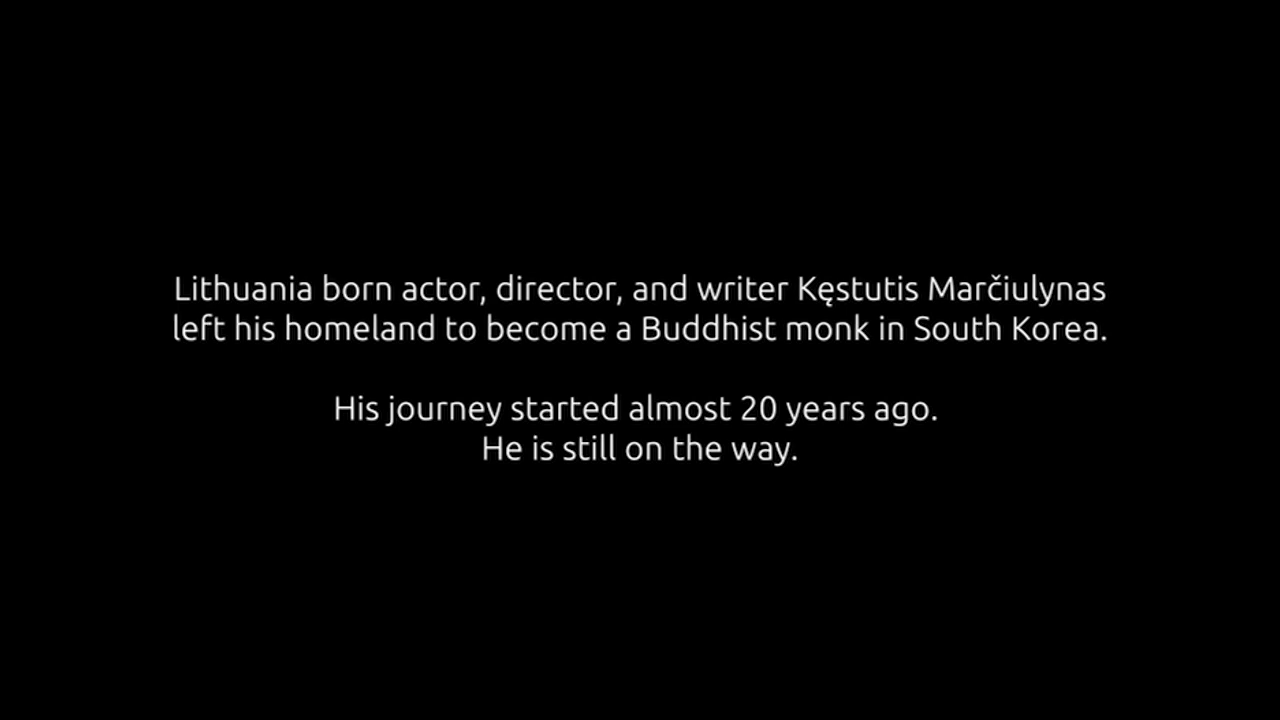 Lithuania born actor, director, and writer Kęstutis Marčiulynas
left his homeland to become a Buddhist monk in South Korea.
His journey started almost 20 years ago.
He is still on the way.